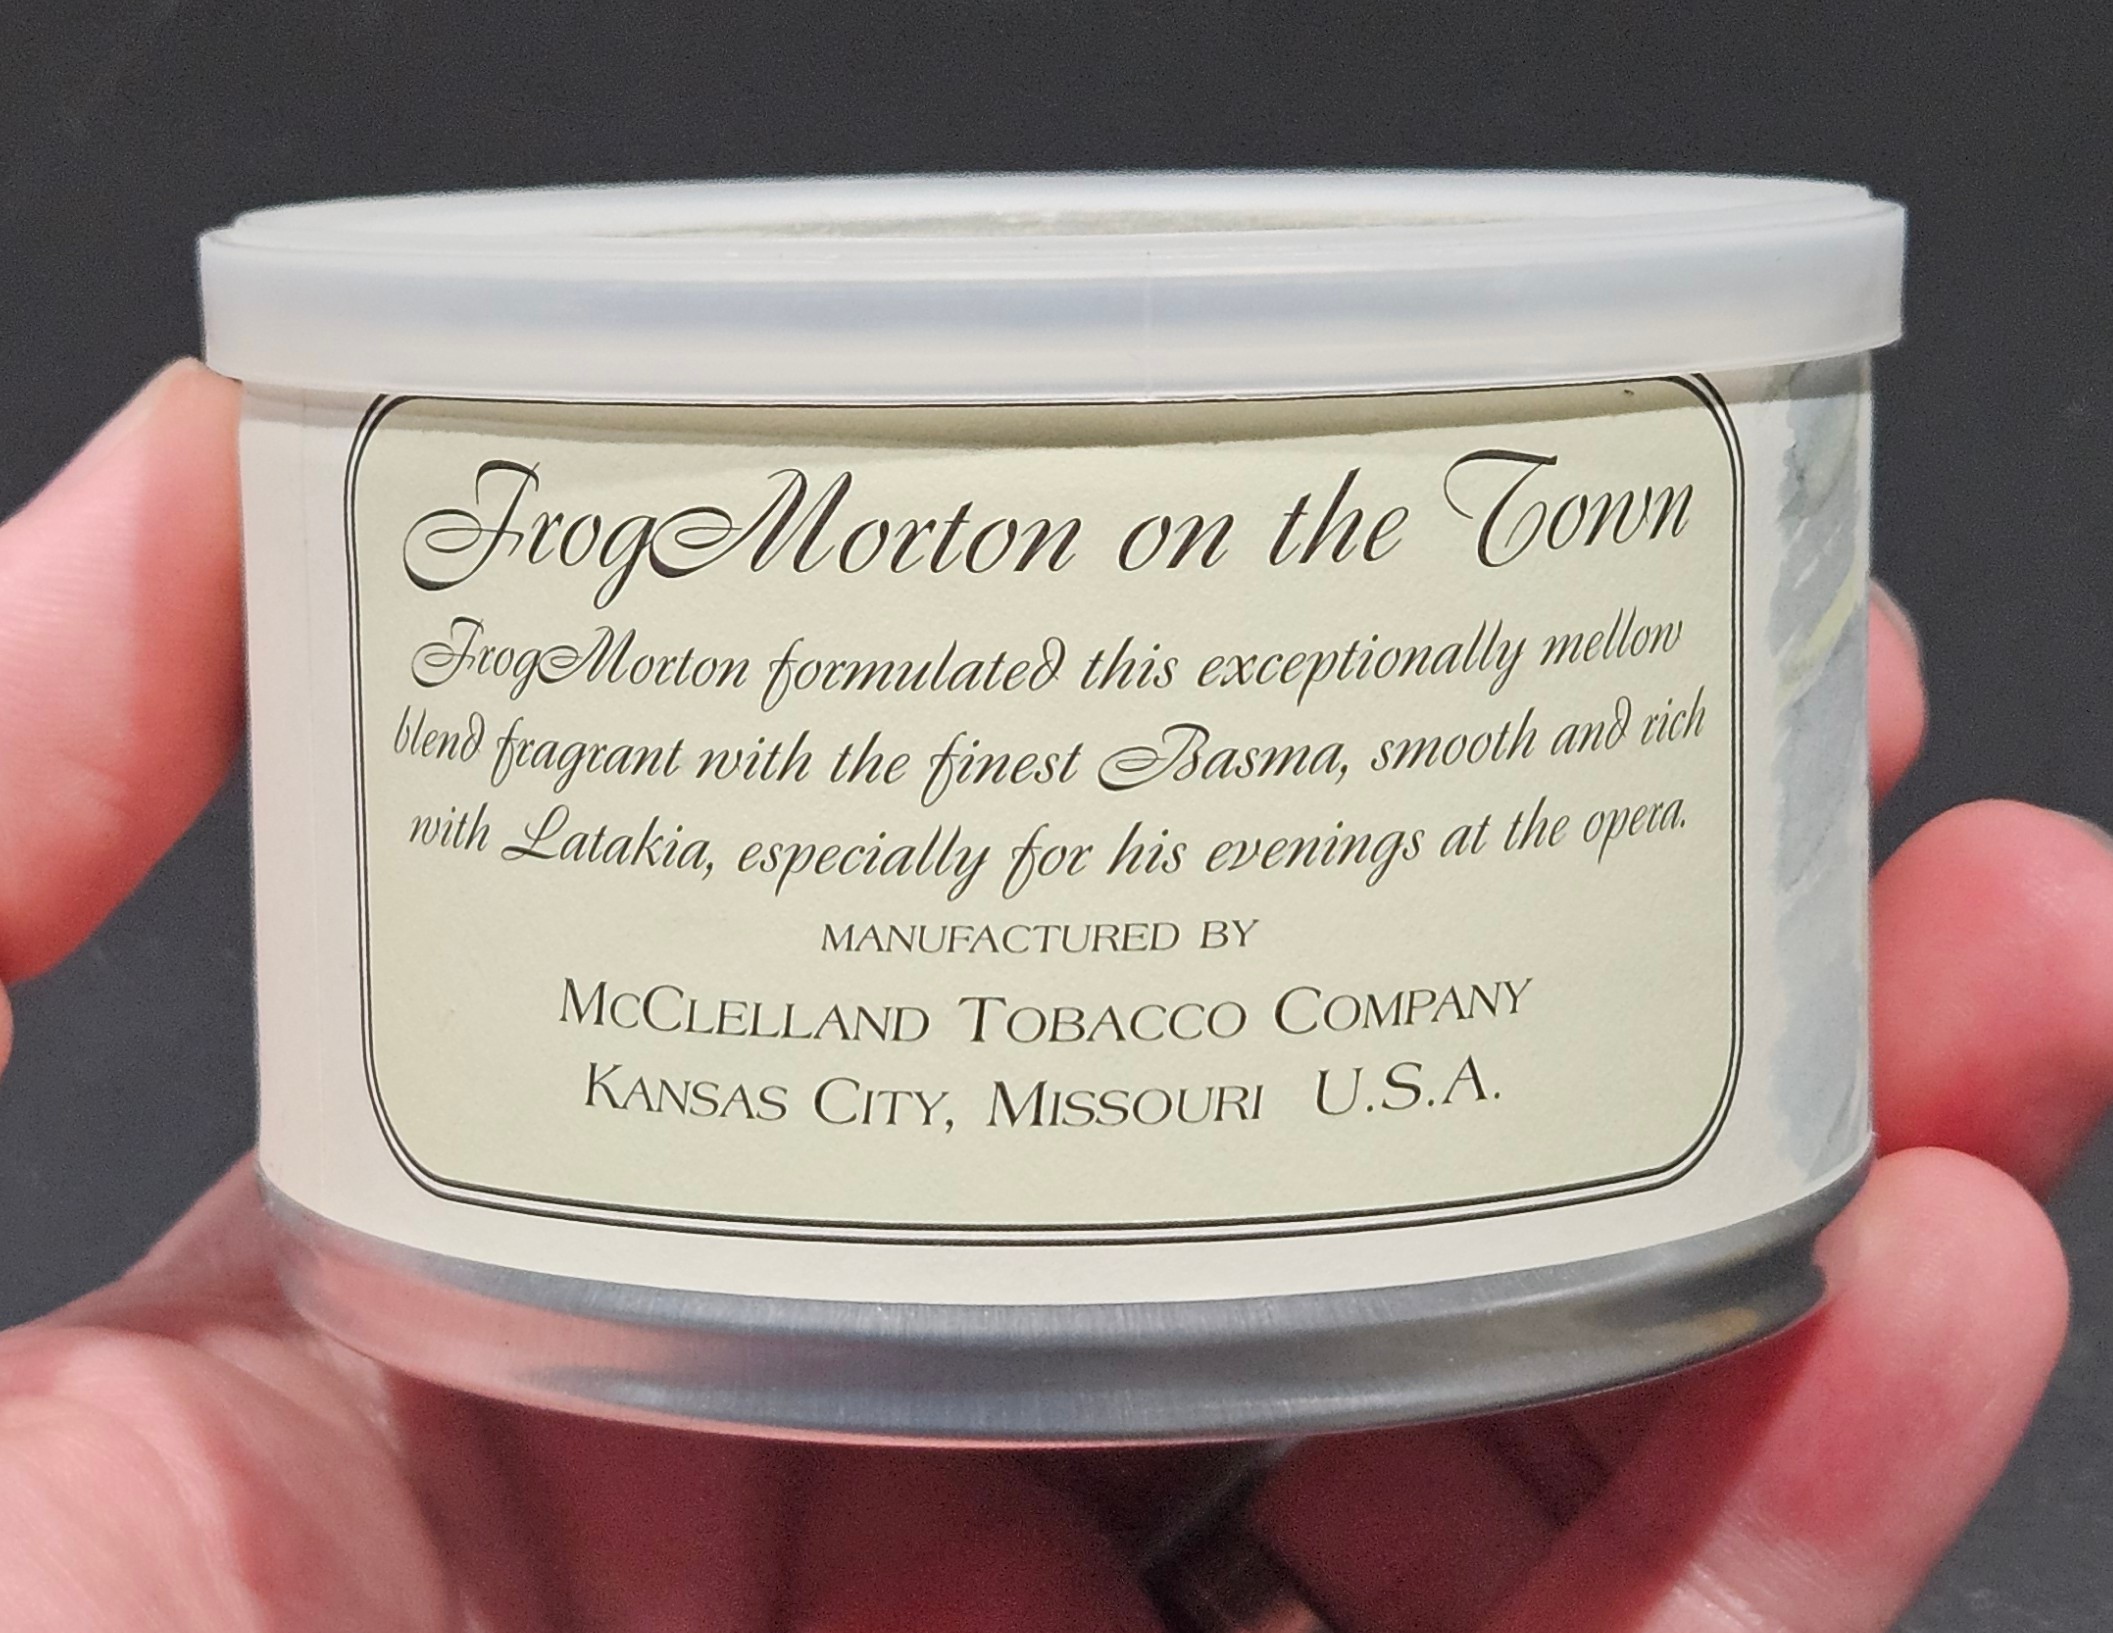 FrogMorton on the Town
FrogMorton formulated this exceptionally mellow
blend fragrant with the finest Basma, smooth and rich
with Latakia, especially for his evenings at the opera.
MANUFACTURED BY
MCCLELLAND TOBACCO COMPANY
KANSAS CITY, MISSOURI U.S.A.